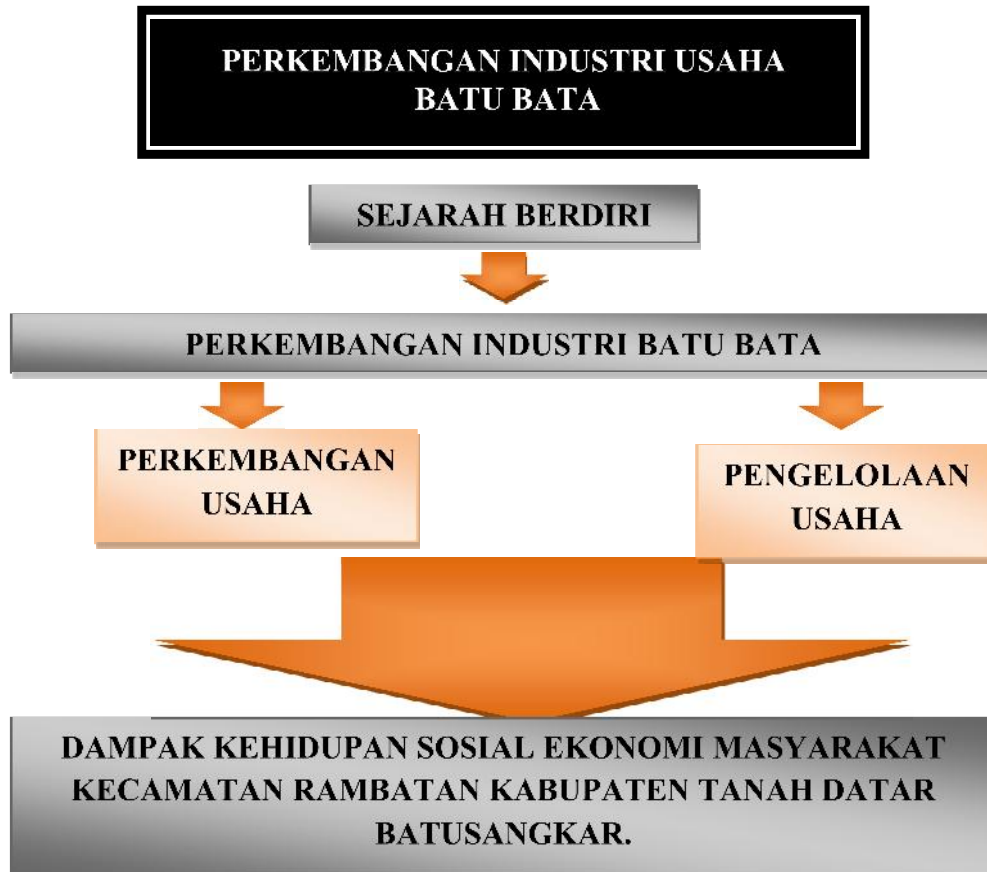 PERKEMBANGAN INDUSTRI USAHA
BATU BATA
SEJARAH BERDIRI
PERKEMBANGAN INDUSTRI BATU BATA
PERKEMBANGAN
USAHA
PENGELOLAAN
USAHA
DAMPAK KEHIDUPAN SOSIAL EKONOMI MASYARAKAT
KECAMATAN RAMBATAN KABUPATEN TANAH DATAR
BATUSANGKAR.